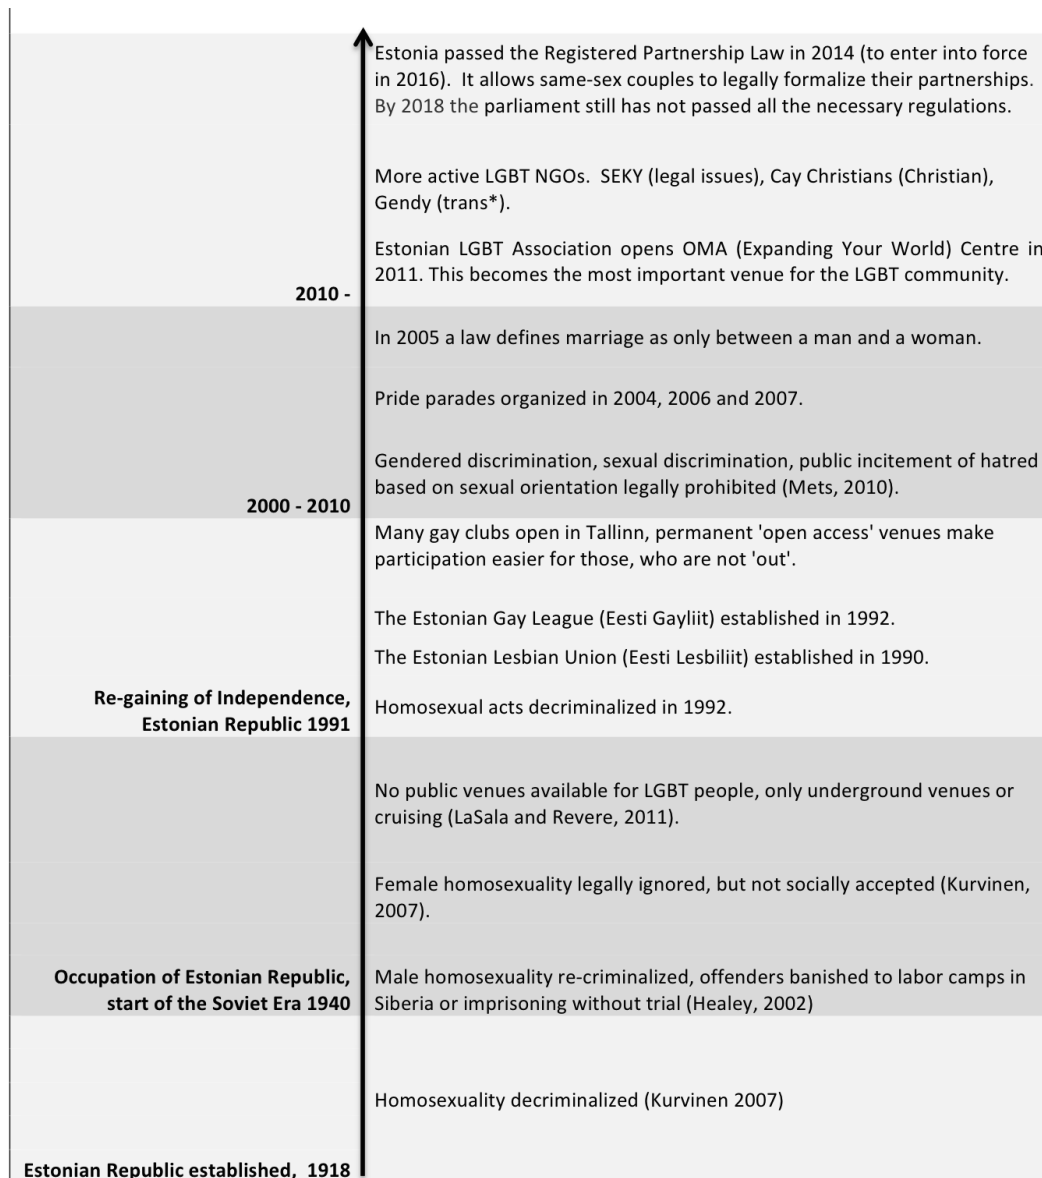 Estonia passed the Registered Partnership Law in 2014 (to enter into force
in 2016).  It allows same-sex couples to legally formalize their partnerships.
By 2018 the parliament still has not passed all the necessary regulations.
More active LGBT NGOs.  SEKY (legal issues), Cay Christians (Christian),
Gendy (trans*).
Estonian LGBT Association opens OMA (Expanding Your World) Centre in
2011. This becomes the most important venue for the LGBT community.
2010 -
In 2005 a law defines marriage as only between a man and a woman.
Pride parades organized in 2004, 2006 and 2007.
Gendered discrimination, sexual discrimination, public incitement of hatred
based on sexual orientation legally prohibited (Mets, 2010).
2000 - 2010
Many gay clubs open in Tallinn, permanent 'open access' venues make
participation easier for those, who are not 'out'.
The Estonian Gay League (Eesti Gayliit) established in 1992.
The Estonian Lesbian Union (Eesti Lesbiliit) established in 1990.
Re-gaining of Independence,
Estonian Republic 1991
Homosexual acts decriminalized in 1992.
No public venues available for LGBT people, only underground venues or
cruising (LaSala and Revere, 2011).
Female homosexuality legally ignored, but not socially accepted (Kurvinen,
2007).
Occupation of Estonian Republic,
start of the Soviet Era 1940
Male homosexuality re-criminalized, offenders banished to labor camps in
Siberia or imprisoning without trial (Healey, 2002)
Homosexuality decriminalized (Kurvinen 2007)
Estonian Republic established,  1918